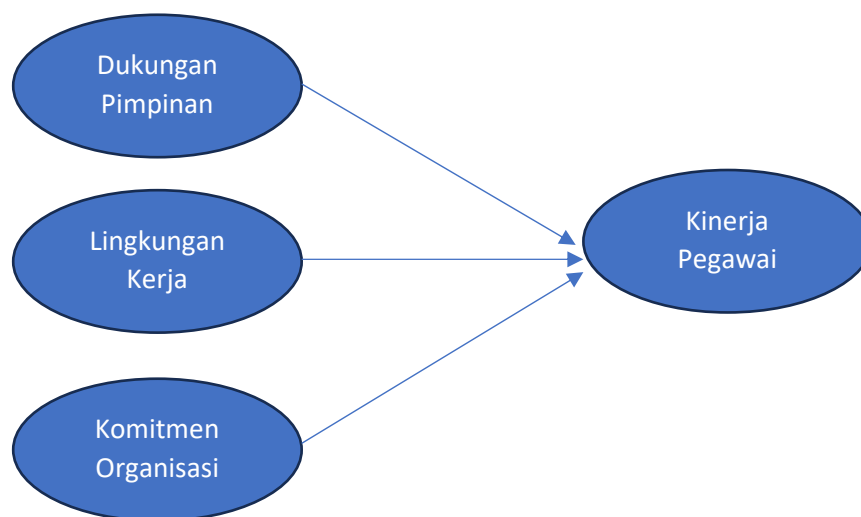 Dukungan
Pimpinan
Lingkungan
Kerja
Kinerja
Pegawai
Komitmen
Organisasi